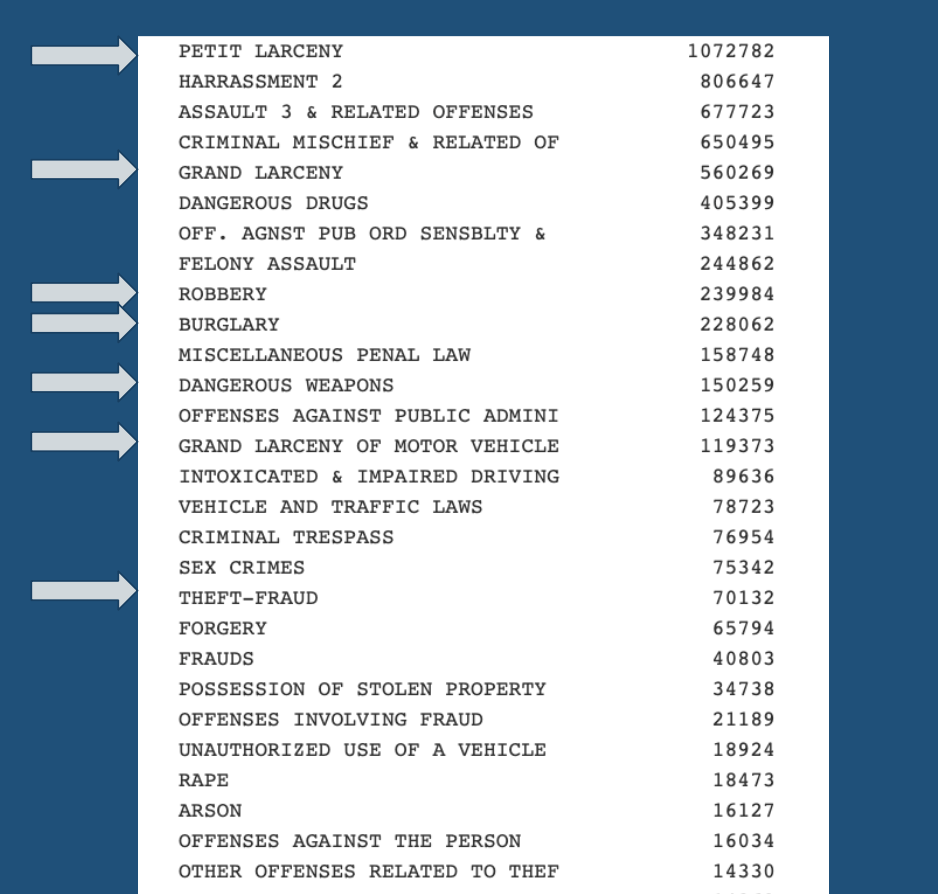 PETIT LARCENY 1072782
HARRASSMENT 2 806647
ASSAULT 3 & RELATED OFFENSES 677723
CRIMINAL MISCHIEF & RELATED OF 650495
GRAND LARCENY 560269
DANGEROUS DRUGS 405399
OFF. AGNST PUB ORD SENSBLTY & 348231
FELONY ASSAULT 244862
ROBBERY 239984
BURGLARY 228062
MISCELLANEOUS PENAL LAW 158748
DANGEROUS WEAPONS 150259
OFFENSES AGAINST PUBLIC ADMINI 124375
GRAND LARCENY OF MOTOR VEHICLE 119373
INTOXICATED & IMPAIRED DRIVING 89636
VEHICLE AND TRAFFIC LAWS 78723
CRIMINAL TRESPASS 76954
SEX CRIMES 75342
THEFT-FRAUD 70132
FORGERY 65794
FRAUDS 40803
POSSESSION OF STOLEN PROPERTY 34738
OFFENSES INVOLVING FRAUD 21189
UNAUTHORIZED USE OF A VEHICLE 18924
RAPE 18473
ARSON 16127
OFFENSES AGAINST THE PERSON 16034
OTHER OFFENSES RELATED TO THEF 14330